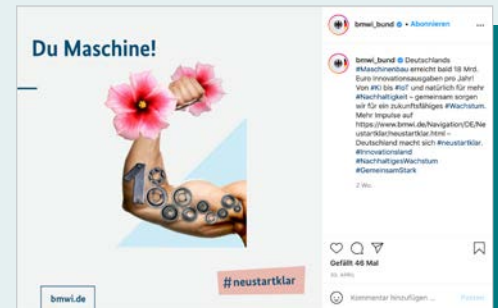 Du Maschine!
18
#neustartklar
bmwi.de
bmwi_bund • Abonnieren
bmwi_bund Deutschlands
#Maschinenbau erreicht bald 18 Mrd.
Euro Innovationsausgaben pro Jahr!
Von #KI bis #IoT und natürlich für mehr
#Nachhaltigkeit – gemeinsam sorgen
wir für ein zukunftsfähiges #Wachstum.
Mehr Impulse auf
https://www.bmwi.de/Navigation/DE/Ne
ustartklar/neustartklar.html –
Deutschland macht sich #neustartklar.
#Innovationsland
#NachhaltigesWachstum
#GemeinsamStark
2 Wo.
Gefällt 46 Mal
Kommentar hinzufügen ...
Posten